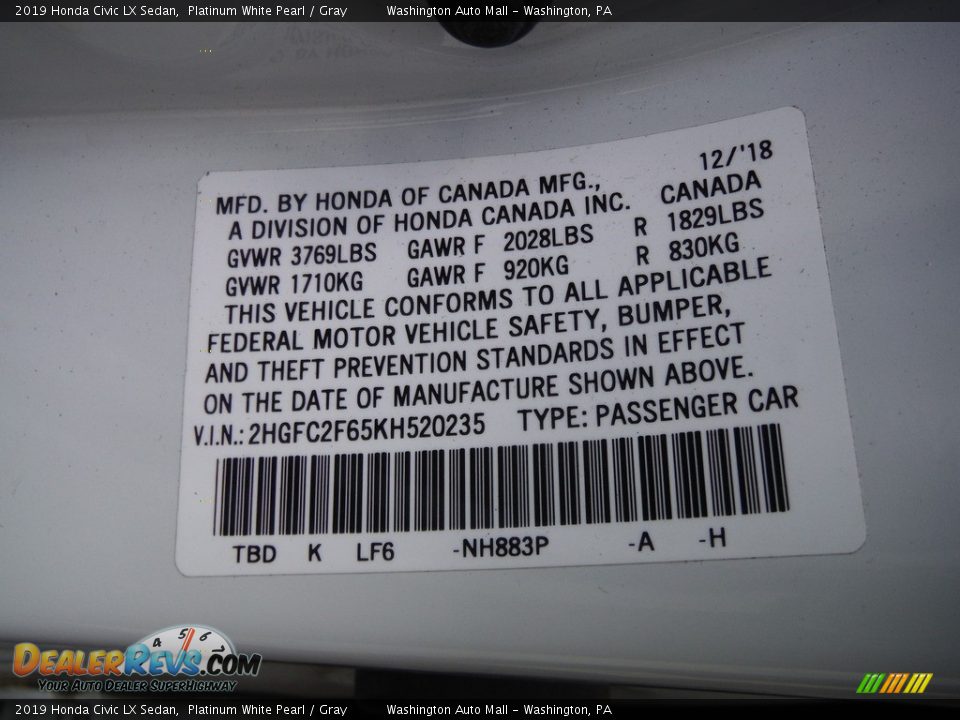 2019 Honda Civic LX Sedan, Platinum White Pearl / Gray Washington Auto Mall - Washington, PA
12/'18
MFD. BY HONDA OF CANADA MFG.,
A DIVISION OF HONDA CANADA INC. CANADA
GVWR 3769LBS GAWR F 2028LBS R 1829LBS
GVWR 1710KG GAWR F 920KG R 830KG
THIS VEHICLE CONFORMS TO ALL APPLICABLE
FEDERAL MOTOR VEHICLE SAFETY, BUMPER,
AND THEFT PREVENTION STANDARDS IN EFFECT
ON THE DATE OF MANUFACTURE SHOWN ABOVE.
V.I.N.: 2HGFC2F65KH520235 TYPE: PASSENGER CAR
TBD K LF6 -NH883P -A -H
4 5 6
DEALERREVS.COM
YOUR AUTO DEALER SUPERHIGHWAY
2019 Honda Civic LX Sedan, Platinum White Pearl / Gray Washington Auto Mall - Washington, PA